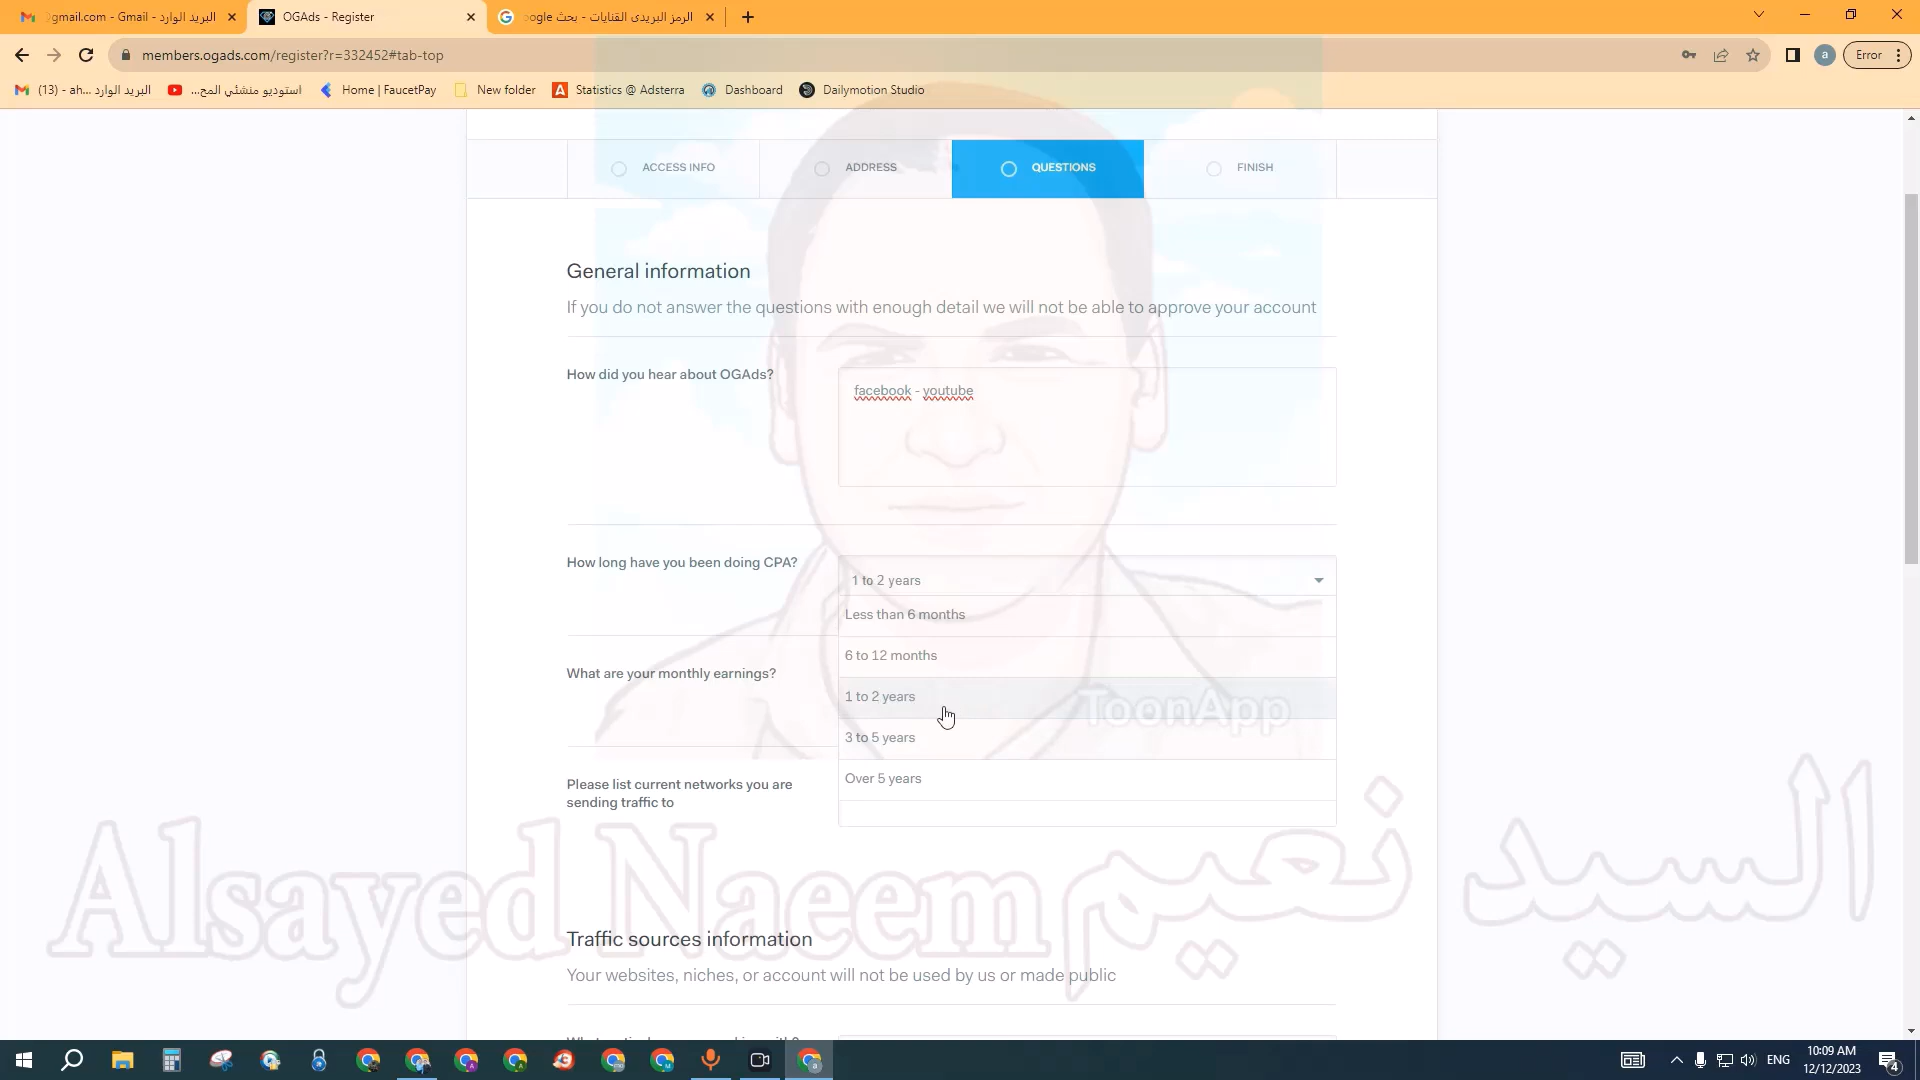 gmail.com - Gmail - البريد الوارد
OGAds - Register
الرمز البريدى القنايات - بحث
members.ogads.com/register?r=332452#tab-top
Error
البريد الوارد (13) - ah...
استوديو منشئي المح...
Home | FaucetPay
New folder
Statistics @ Adsterra
Dashboard
Dailymotion Studio
ACCESS INFO
ADDRESS
QUESTIONS
FINISH
General information
If you do not answer the questions with enough detail we will not be able to approve your account
How did you hear about OGAds?
facebook - youtube
How long have you been doing CPA?
1 to 2 years
Less than 6 months
6 to 12 months
What are your monthly earnings?
1 to 2 years
ToonApp
3 to 5 years
Over 5 years
Please list current networks you are
sending traffic to
Alsayed Naeem السيد نعيم
Traffic sources information
Your websites, niches, or account will not be used by us or made public
ENG
10:09 AM
12/12/2023
4